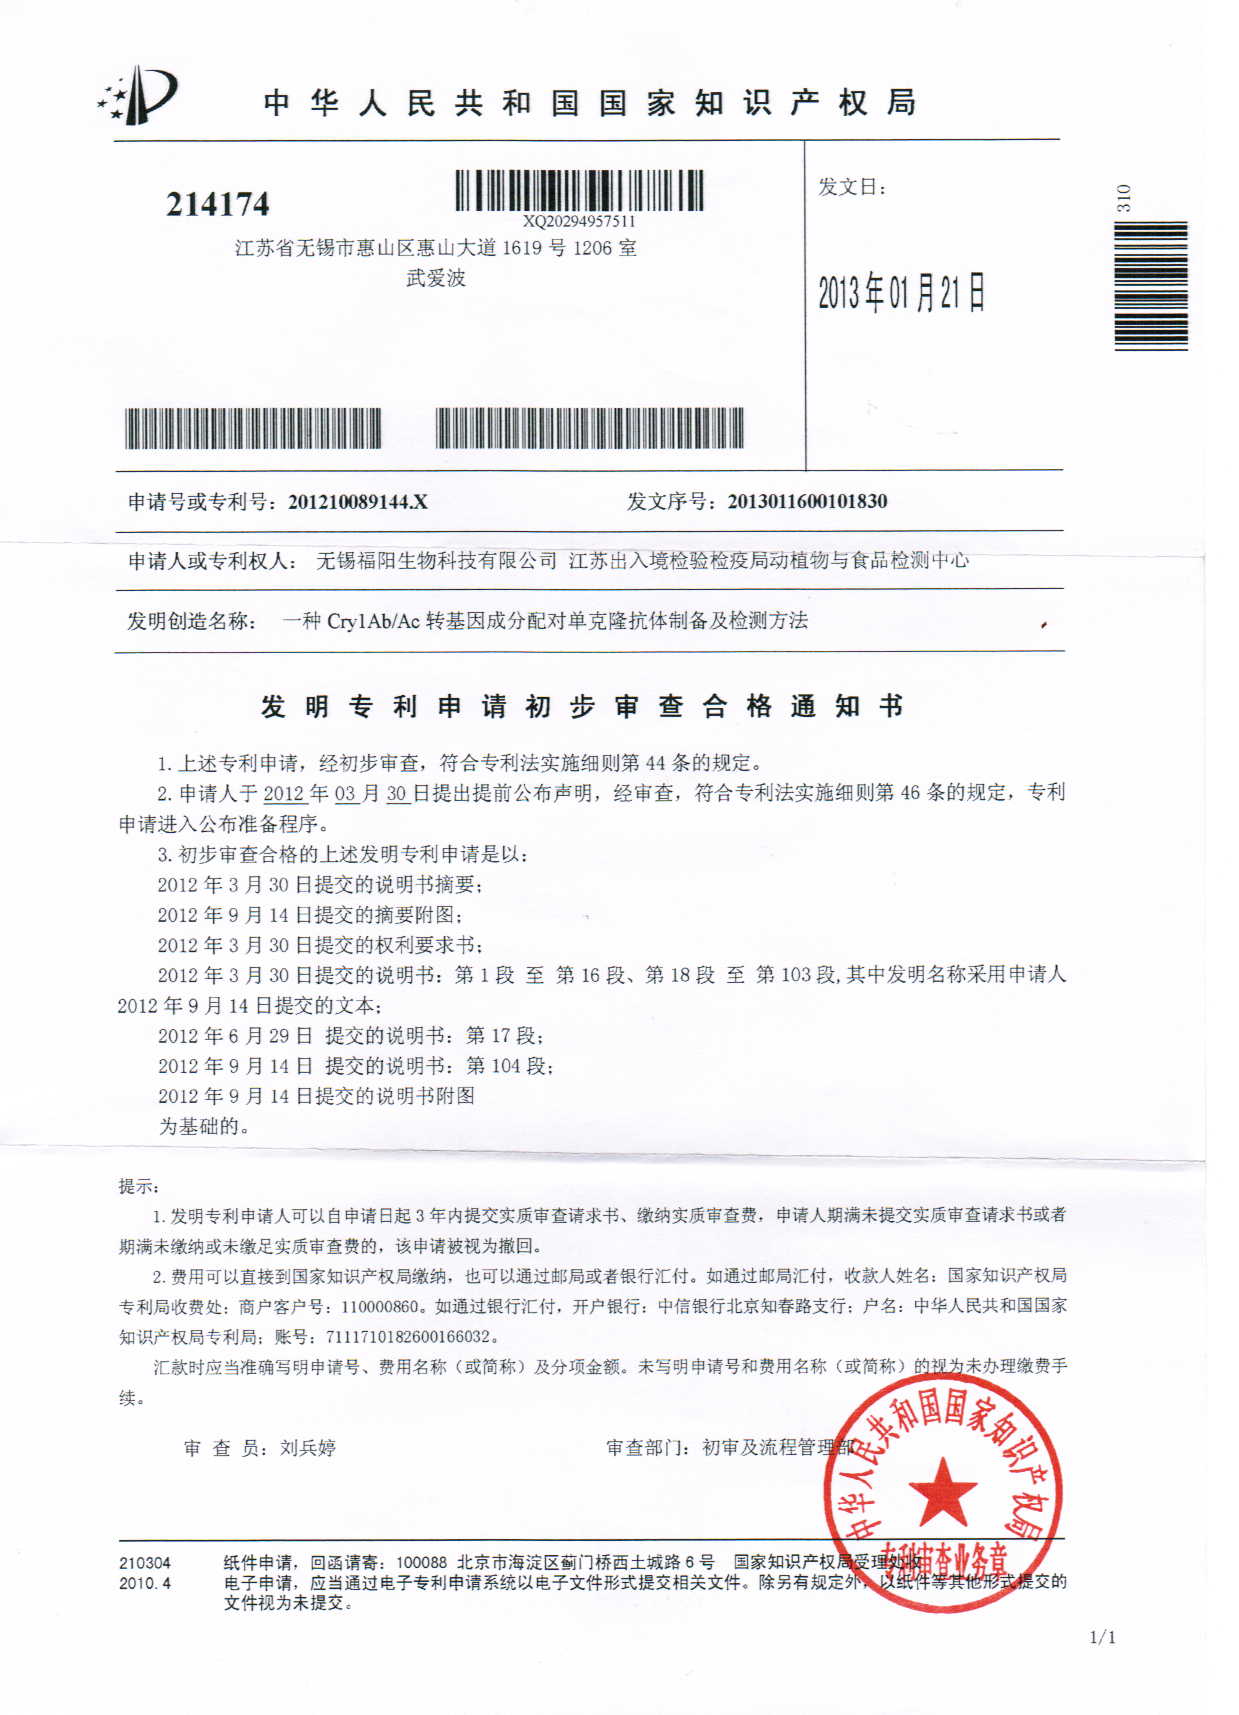 中华人民共和国国家知识产权局
214174
XQ20294957511
江苏省无锡市惠山区惠山大道 1619 号 1206 室
武爱波
发文日：
2013 年 01 月 21 日
310
申请号或专利号：201210089144.X 发文序号：2013011600101830
申请人或专利权人： 无锡福阳生物科技有限公司 江苏出入境检验检疫局动植物与食品检测中心
发明创造名称： 一种 Cry1Ab/Ac 转基因成分配对单克隆抗体制备及检测方法
发明专利申请初步审查合格通知书
1. 上述专利申请，经初步审查，符合专利法实施细则第 44 条的规定。
2. 申请人于 2012 年 03 月 30 日提出提前公布声明，经审查，符合专利法实施细则第 46 条的规定，专利
申请进入公布准备程序。
3. 初步审查合格的上述发明专利申请是以：
2012 年 3 月 30 日提交的说明书摘要；
2012 年 9 月 14 日提交的摘要附图；
2012 年 3 月 30 日提交的权利要求书；
2012 年 3 月 30 日提交的说明书：第 1 段 至 第 16 段、第 18 段 至 第 103 段,其中发明名称采用申请人
2012 年 9 月 14 日提交的文本；
2012 年 6 月 29 日 提交的说明书：第 17 段；
2012 年 9 月 14 日 提交的说明书：第 104 段；
2012 年 9 月 14 日提交的说明书附图
为基础的。
提示：
1. 发明专利申请人可以自申请日起 3 年内提交实质审查请求书、缴纳实质审查费，申请人期满未提交实质审查请求书或者
期满未缴纳或未缴足实质审查费的，该申请被视为撤回。
2. 费用可以直接到国家知识产权局缴纳，也可以通过邮局或者银行汇付。如通过邮局汇付，收款人姓名：国家知识产权局
专利局收费处；商户客户号：110000860。如通过银行汇付，开户银行：中信银行北京知春路支行；户名：中华人民共和国国家
知识产权局专利局；账号：7111710182600166032。
汇款时应当准确写明申请号、费用名称（或简称）及分项金额。未写明申请号和费用名称（或简称）的视为未办理缴费手
续。
审 查 员：刘兵婷 审查部门：初审及流程管理部
中华人民共和国国家知识产权局
专利审查业务章
210304 纸件申请，回函请寄：100088 北京市海淀区蓟门桥西土城路 6 号 国家知识产权局受理处收
2010.4 电子申请，应当通过电子专利申请系统以电子文件形式提交相关文件。除另有规定外，以纸件等其他形式提交的
文件视为未提交。
1/1